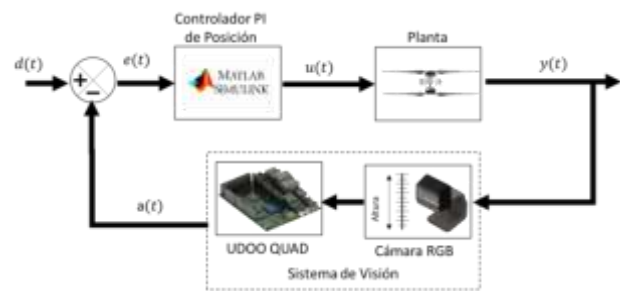 Controlador PI
de Posición
Planta
d(t)
e(t)
u(t)
y(t)
MATLAB
SIMULINK
a(t)
Altura
UDOO QUAD
Cámara RGB
Sistema de Visión